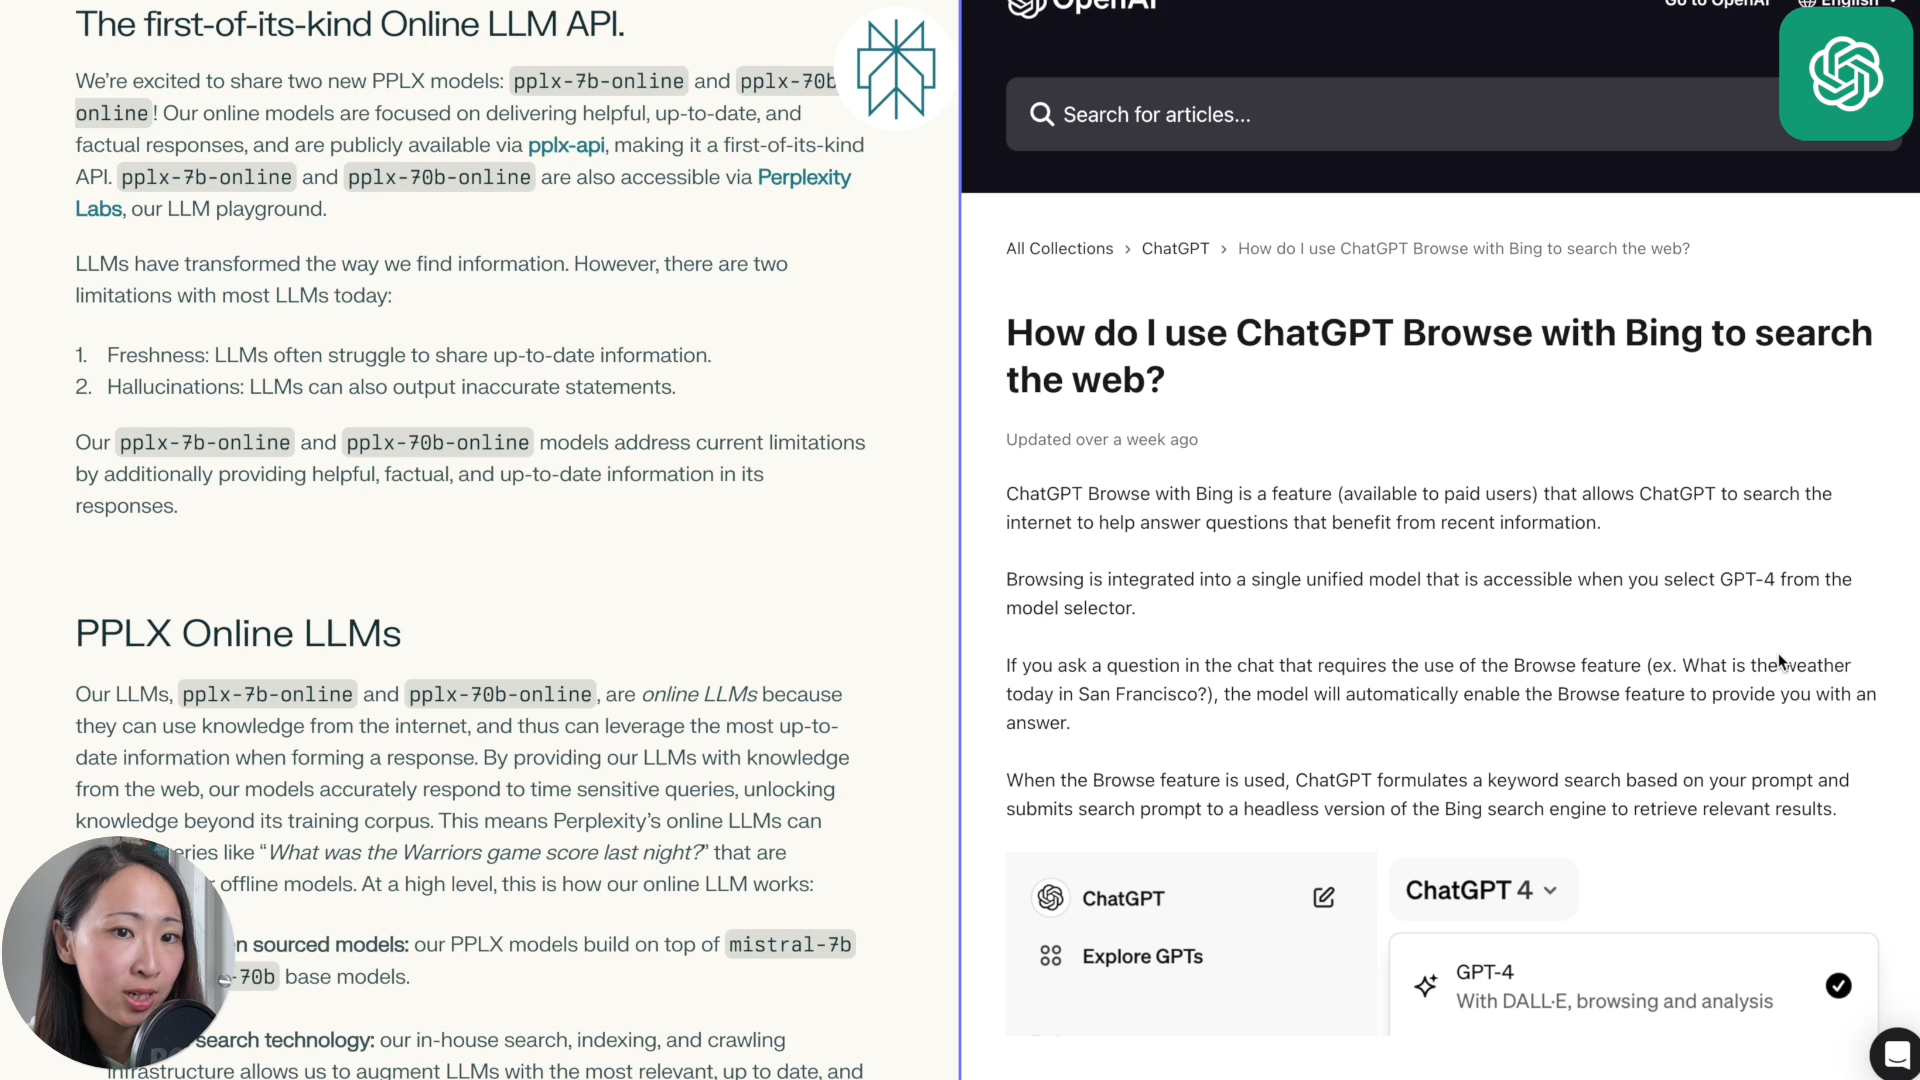 The first-of-its-kind Online LLM API.
We're excited to share two new PPLX models: pplx-7b-online and pplx-70b
online! Our online models are focused on delivering helpful, up-to-date, and
factual responses, and are publicly available via pplx-api, making it a first-of-its-kind
API. pplx-7b-online and pplx-70b-online are also accessible via Perplexity
Labs, our LLM playground.
LLMs have transformed the way we find information. However, there are two
limitations with most LLMs today:
1. Freshness: LLMs often struggle to share up-to-date information.
2. Hallucinations: LLMs can also output inaccurate statements.
Our pplx-7b-online and pplx-70b-online models address current limitations
by additionally providing helpful, factual, and up-to-date information in its
responses.
PPLX Online LLMs
Our LLMs, pplx-7b-online and pplx-70b-online, are online LLMs because
they can use knowledge from the internet, and thus can leverage the most up-to-
date information when forming a response. By providing our LLMs with knowledge
from the web, our models accurately respond to time sensitive queries, unlocking
knowledge beyond its training corpus. This means Perplexity's online LLMs can
eries like "What was the Warriors game score last night?" that are
offline models. At a high level, this is how our online LLM works:
n sourced models: our PPLX models build on top of mistral-7b
-70b base models.
search technology: our in-house search, indexing, and crawling
infrastructure allows us to augment LLMs with the most relevant, up to date, and
OpenAI
Go to OpenAI
English
Search for articles...
All Collections > ChatGPT > How do I use ChatGPT Browse with Bing to search the web?
How do I use ChatGPT Browse with Bing to search
the web?
Updated over a week ago
ChatGPT Browse with Bing is a feature (available to paid users) that allows ChatGPT to search the
internet to help answer questions that benefit from recent information.
Browsing is integrated into a single unified model that is accessible when you select GPT-4 from the
model selector.
If you ask a question in the chat that requires the use of the Browse feature (ex. What is the weather
today in San Francisco?), the model will automatically enable the Browse feature to provide you with an
answer.
When the Browse feature is used, ChatGPT formulates a keyword search based on your prompt and
submits search prompt to a headless version of the Bing search engine to retrieve relevant results.
ChatGPT
Explore GPTs
ChatGPT 4
GPT-4
With DALL·E, browsing and analysis